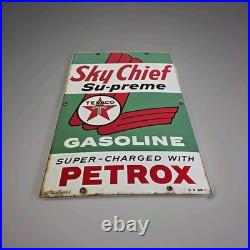 Sky Chief
Su-preme
TEXACO
T
GASOLINE
SUPER-CHARGED WITH
PETROX